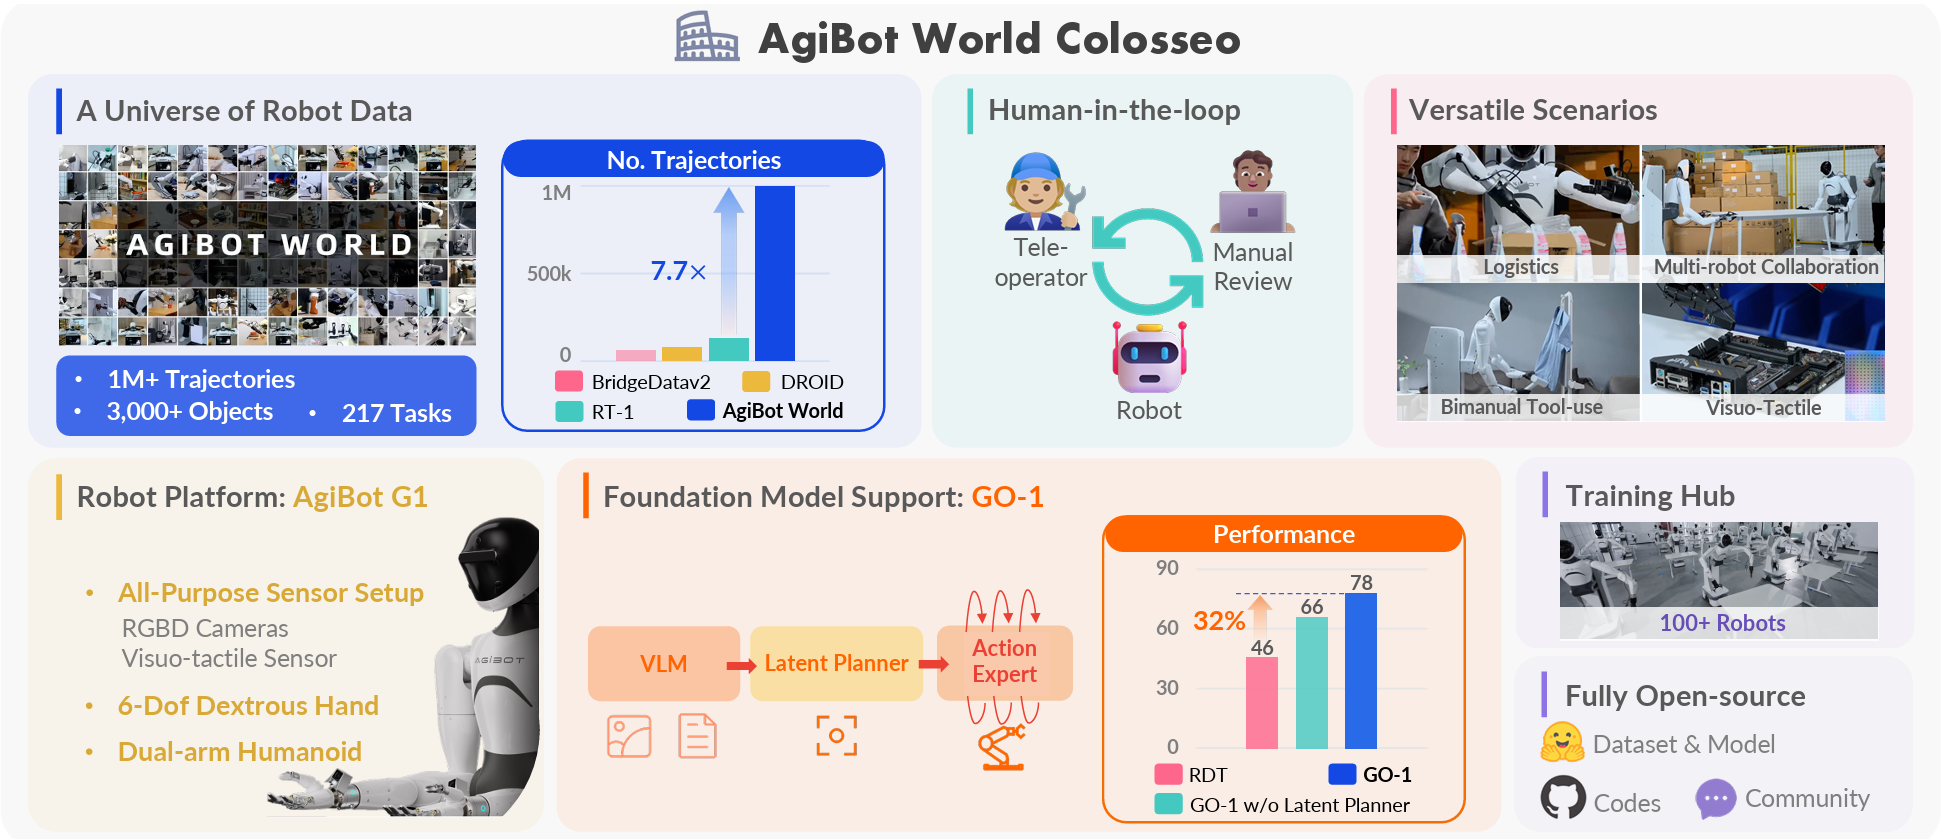 AgiBot World Colosseo
A Universe of Robot Data
AGIBOT WORLD
• 1M+ Trajectories
• 3,000+ Objects
• 217 Tasks
No. Trajectories
1M
500k
0
7.7×
BridgeDatav2
DROID
RT-1
AgiBot World
Human-in-the-loop
Tele-
operator
Manual
Review
Robot
Versatile Scenarios
Logistics
Multi-robot Collaboration
Bimanual Tool-use
Visuo-Tactile
Robot Platform: AgiBot G1
• All-Purpose Sensor Setup
RGBD Cameras
Visuo-tactile Sensor
• 6-Dof Dextrous Hand
• Dual-arm Humanoid
AGIBOT
Foundation Model Support: GO-1
VLM
Latent Planner
Action
Expert
Performance
90
60
30
0
32%
46
66
78
RDT
GO-1
GO-1 w/o Latent Planner
Training Hub
100+ Robots
Fully Open-source
Dataset & Model
Codes
Community